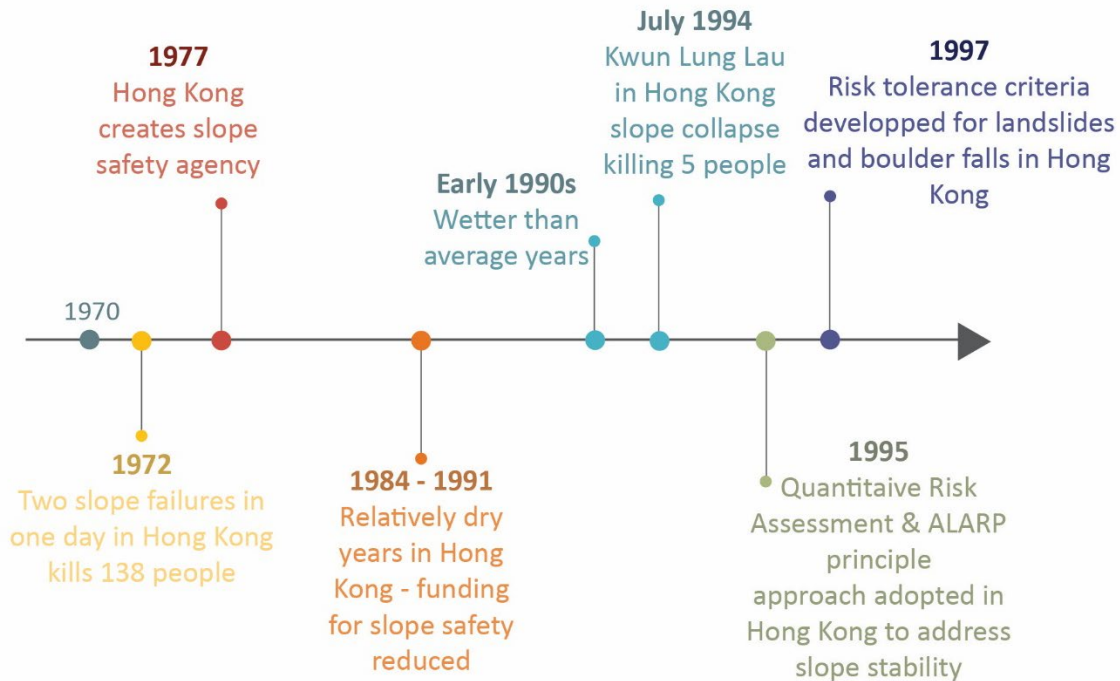 1977
Hong Kong
creates slope
safety agency
Early 1990s
Wetter than
average years
July 1994
Kwun Lung Lau
in Hong Kong
slope collapse
killing 5 people
1997
Risk tolerance criteria
developped for landslides
and boulder falls in Hong
Kong
1970
1972
Two slope failures in
one day in Hong Kong
kills 138 people
1984 - 1991
Relatively dry
years in Hong
Kong - funding
for slope safety
reduced
1995
Quantitaive Risk
Assessment & ALARP
principle
approach adopted in
Hong Kong to address
slope stability